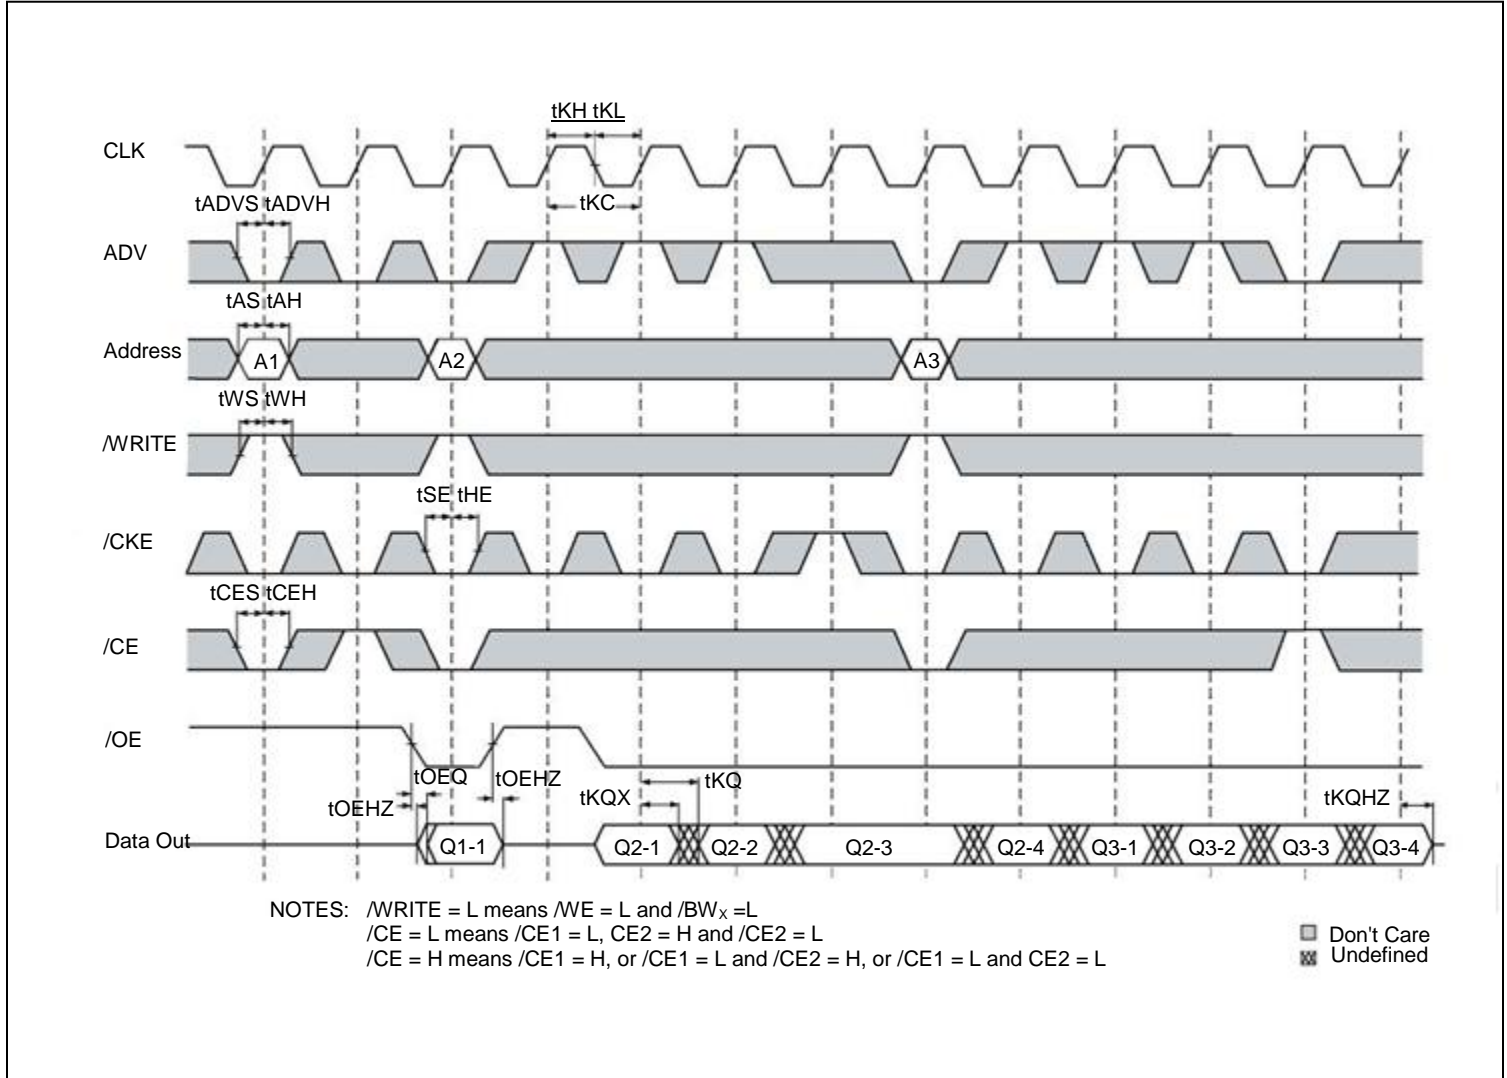 tKH tKL
CLK
tKC
tADVS tADVH
ADV
tAS tAH
Address
A1
A2
A3
tWS tWH
/WRITE
tSE tHE
/CKE
tCES tCEH
/CE
/OE
tOEQ
tOEHZ
tKQ
tOEHZ
tKQX
tKQHZ
Data Out
Q1-1
Q2-1
Q2-2
Q2-3
Q2-4
Q3-1
Q3-2
Q3-3
Q3-4
NOTES: /WRITE = L means /WE = L and /BWX =L
/CE = L means /CE1 = L, CE2 = H and /CE2 = L
/CE = H means /CE1 = H, or /CE1 = L and /CE2 = H, or /CE1 = L and CE2 = L
Don't Care
Undefined